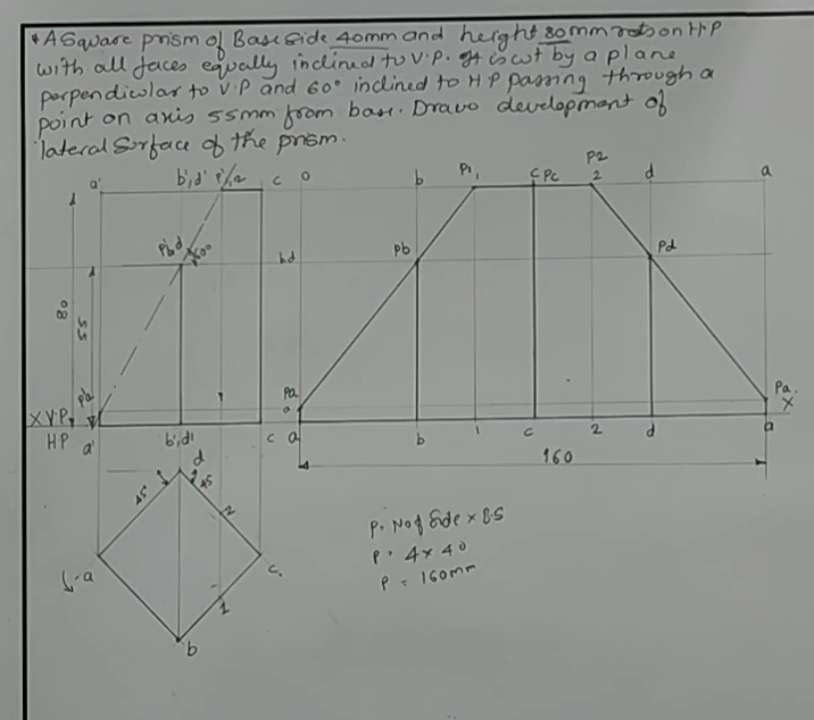 * A Square prism of Base side 40mm and height 80mm rests on H.P
with all faces equally inclined to V.P. It is cut by a plane
perpendicular to V.P and 60° inclined to H P passing through a
point on axis 55mm from base. Draw development of
lateral Surface of the prism.
a' b',d' c o b P1, c Pc P2 2 d a
p'b d 60° bd Pb Pd
80 55
p'a Pa a Pa. x
X V.P, HP a' b',d' c a b 1 c 2 d a
160
d
45 45
2
a c.
1
b
P. No of Side × B.S
P. 4 × 40
P = 160mm